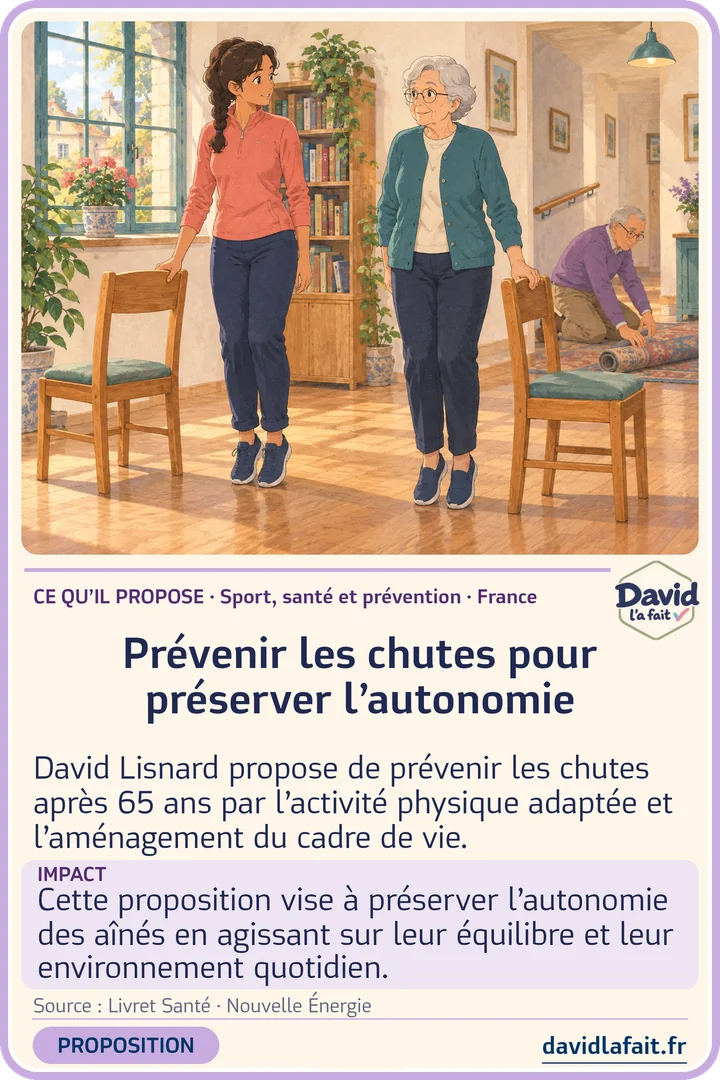 CE QU’IL PROPOSE · Sport, santé et prévention · France
David
l’a fait
Prévenir les chutes pour
préserver l’autonomie
David Lisnard propose de prévenir les chutes
après 65 ans par l’activité physique adaptée et
l’aménagement du cadre de vie.
IMPACT
Cette proposition vise à préserver l’autonomie
des aînés en agissant sur leur équilibre et leur
environnement quotidien.
Source : Livret Santé · Nouvelle Énergie
PROPOSITION
davidlafait.fr